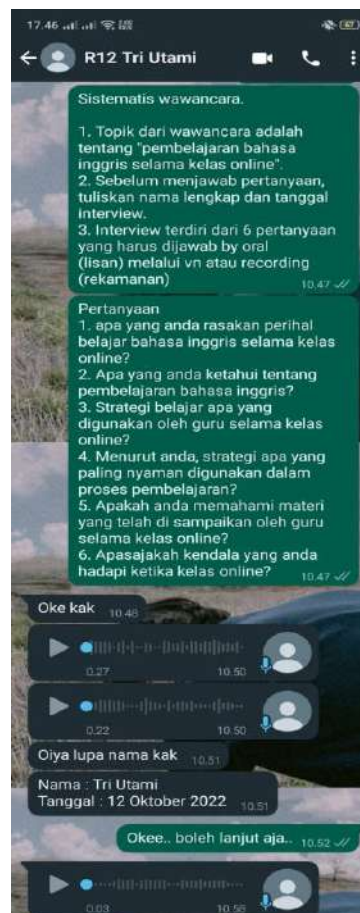 17.46
67
R12 Tri Utami
Sistematis wawancara.
1. Topik dari wawancara adalah
tentang "pembelajaran bahasa
inggris selama kelas online".
2. Sebelum menjawab pertanyaan,
tuliskan nama lengkap dan tanggal
interview.
3. Interview terdiri dari 6 pertanyaan
yang harus dijawab by oral
(lisan) melalui vn atau recording
(rekamanan)
10.47
Pertanyaan
1. apa yang anda rasakan perihal
belajar bahasa inggris selama kelas
online?
2. Apa yang anda ketahui tentang
pembelajaran bahasa inggris?
3. Strategi belajar apa yang
digunakan oleh guru selama kelas
online?
4. Menurut anda, strategi apa yang
paling nyaman digunakan dalam
proses pembelajaran?
5. Apakah anda memahami materi
yang telah di sampaikan oleh guru
selama kelas online?
6. Apasajakah kendala yang anda
hadapi ketika kelas online?
10.47
Oke kak 10.48
0.27 10.50
0.22 10.50
Oiya lupa nama kak 10.51
Nama : Tri Utami
Tanggal : 12 Oktober 2022 10.51
Okee.. boleh lanjut aja.. 10.52
0.03 10.56